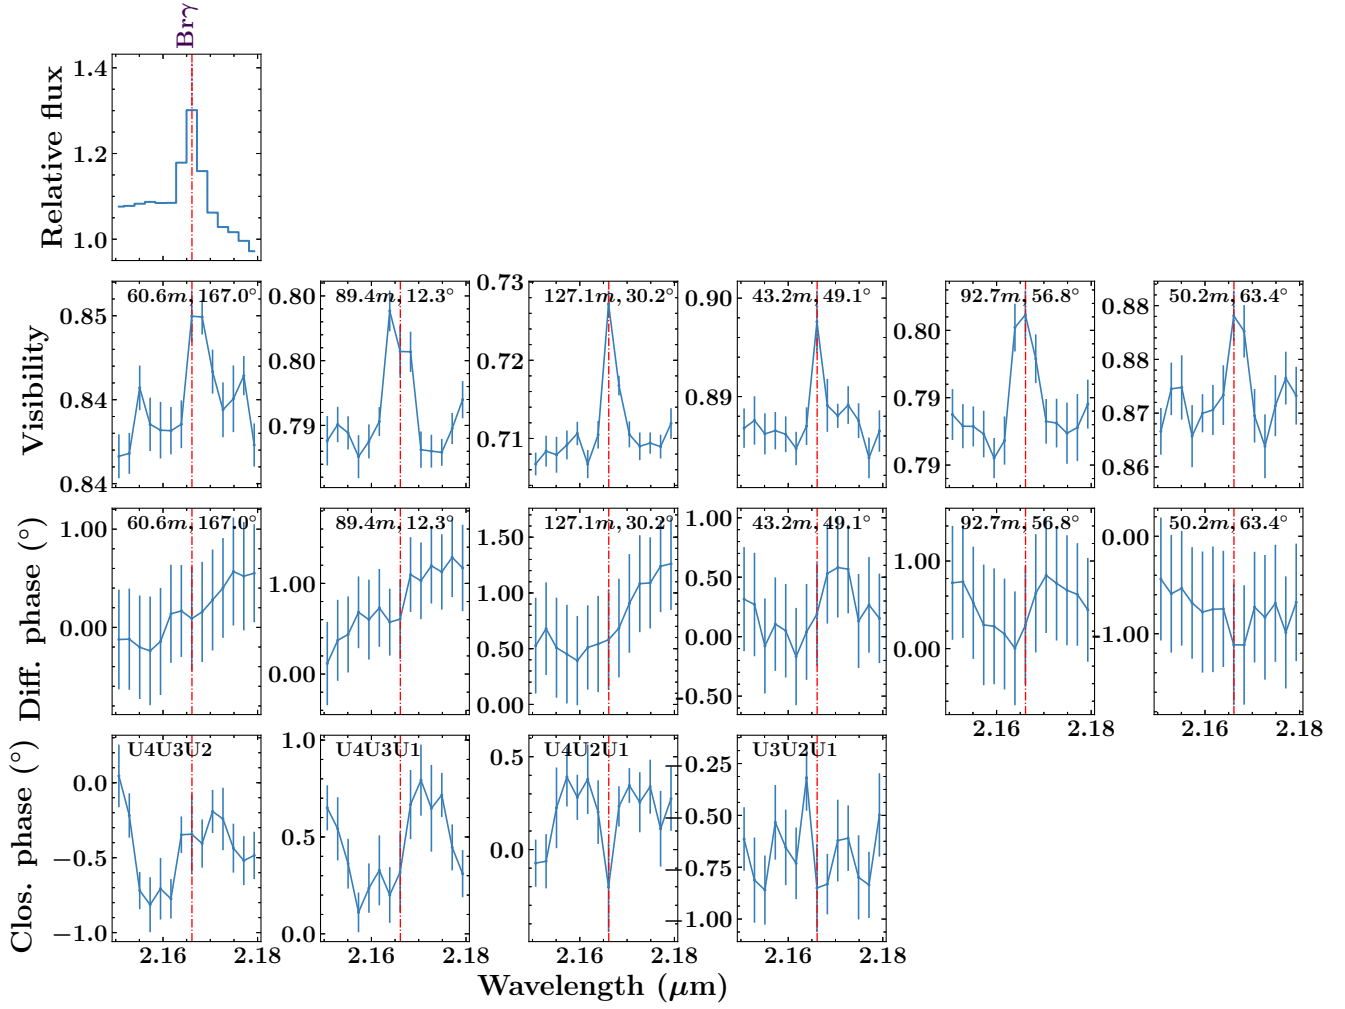 Brγ
Relative flux
1.4
1.2
1.0
Visibility
60.6m, 167.0°
0.85
0.84
0.84
89.4m, 12.3°
0.80
0.80
0.79
127.1m, 30.2°
0.73
0.72
0.71
43.2m, 49.1°
0.90
0.89
92.7m, 56.8°
0.80
0.79
0.79
50.2m, 63.4°
0.88
0.88
0.87
0.86
Diff. phase (°)
60.6m, 167.0°
1.00
0.00
89.4m, 12.3°
1.00
0.00
127.1m, 30.2°
1.50
1.00
0.50
0.00
43.2m, 49.1°
1.00
0.50
0.00
-0.50
92.7m, 56.8°
1.00
0.00
2.16 2.18
50.2m, 63.4°
0.00
-1.00
2.16 2.18
Clos. phase (°)
U4U3U2
0.0
−0.5
−1.0
2.16 2.18
U4U3U1
1.0
0.5
0.0
2.16 2.18
U4U2U1
0.5
0.0
2.16 2.18
U3U2U1
−0.25
−0.50
−0.75
−1.00
2.16 2.18
Wavelength (μm)